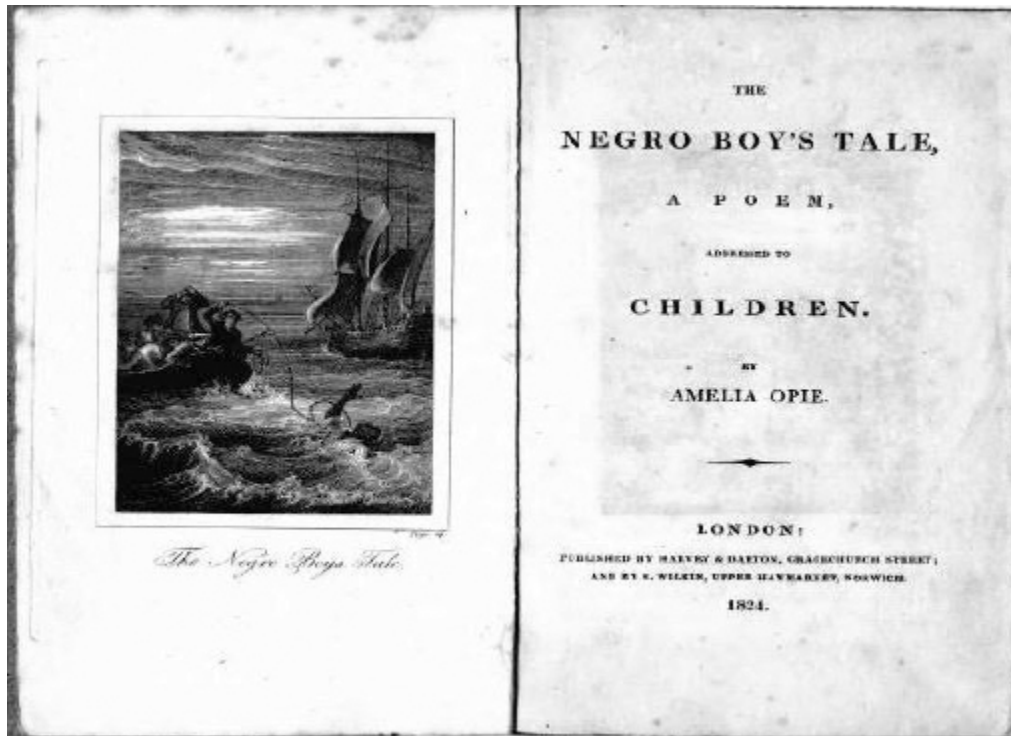 The Negro Boys Tale.
THE
NEGRO BOY'S TALE,
A POEM,
ADDRESSED TO
CHILDREN.
BY
AMELIA OPIE.
LONDON:
PUBLISHED BY HARVEY & DARTON, GRACECHURCH STREET;
AND BY S. WILKIN, UPPER HAYMARKET, NORWICH.
1824.